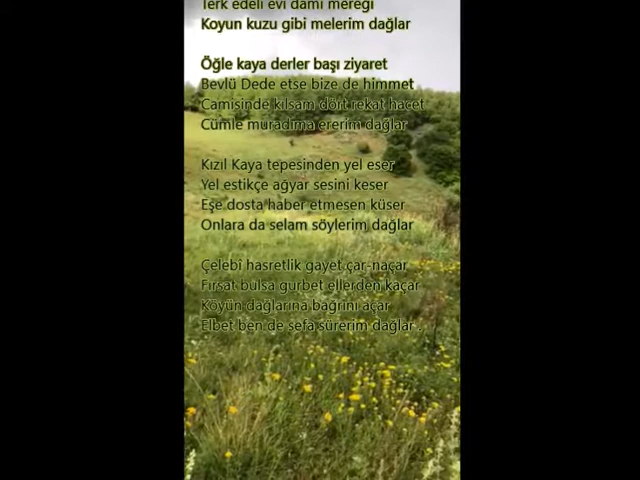 Terk edeli evi damı mereği
Koyun kuzu gibi melerim dağlar
Öğle kaya derler başı ziyaret
Bevlü Dede etse bize de himmet
Camisinde kılsam dört rekat hacet
Cümle muradıma ererim dağlar
Kızıl Kaya tepesinden yel eser
Yel estikçe ağyar sesini keser
Eşe dosta haber etmesen küser
Onlara da selam söylerim dağlar
Çelebî hasretlik gayet çar-naçar
Fırsat bulsa gurbet ellerden kaçar
Köyün dağlarına bağrını açar
Elbet ben de sefa sürerim dağlar .